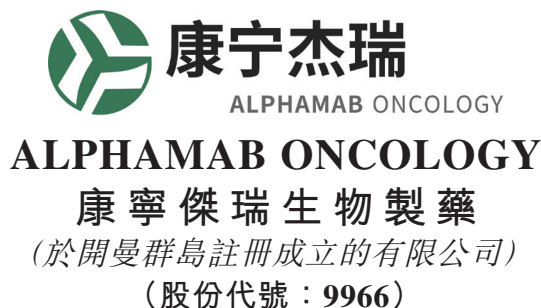 康宁杰瑞
ALPHAMAB ONCOLOGY
ALPHAMAB ONCOLOGY
康寧傑瑞生物製藥
(於開曼群島註冊成立的有限公司)
（股份代號：9966）